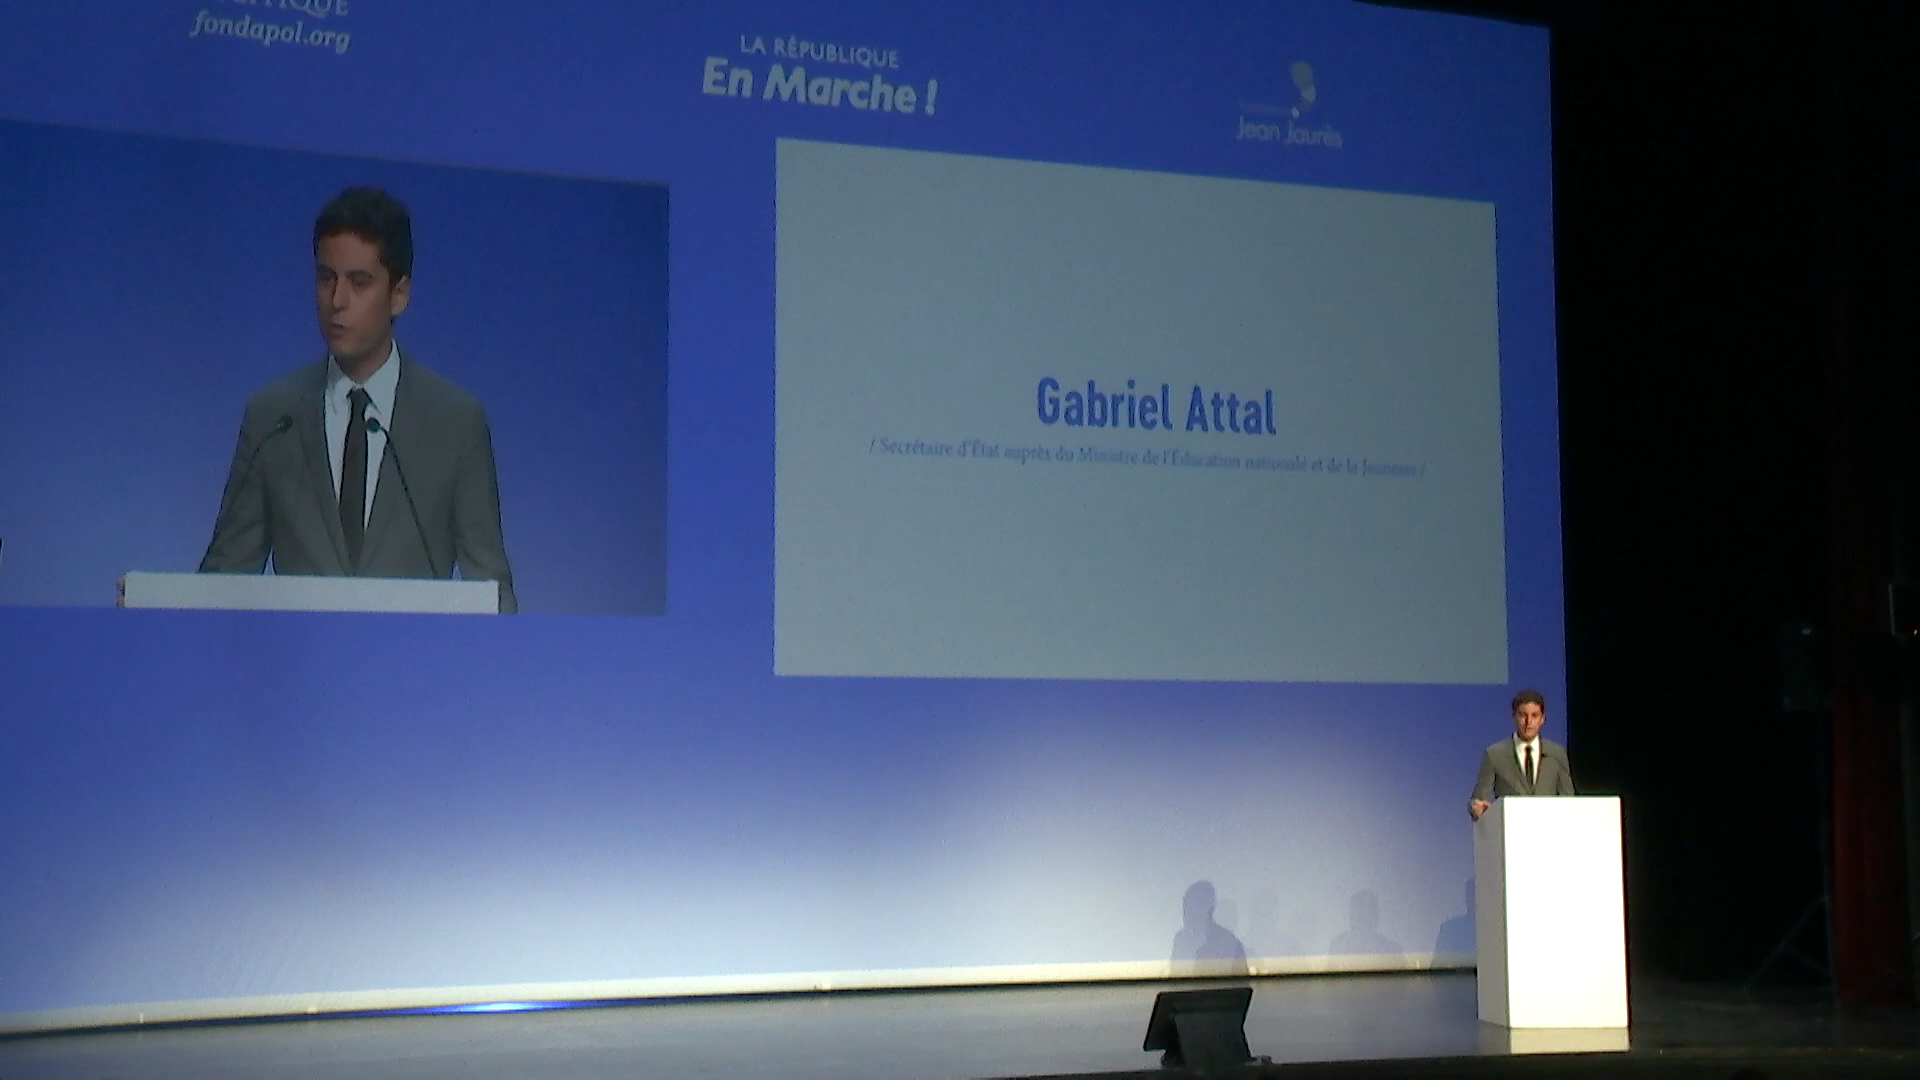 fondapol.org
LA RÉPUBLIQUE
En Marche !
Jean Jaurès
Gabriel Attal
/ Secrétaire d'État auprès du Ministre de l'Éducation nationale et de la Jeunesse /